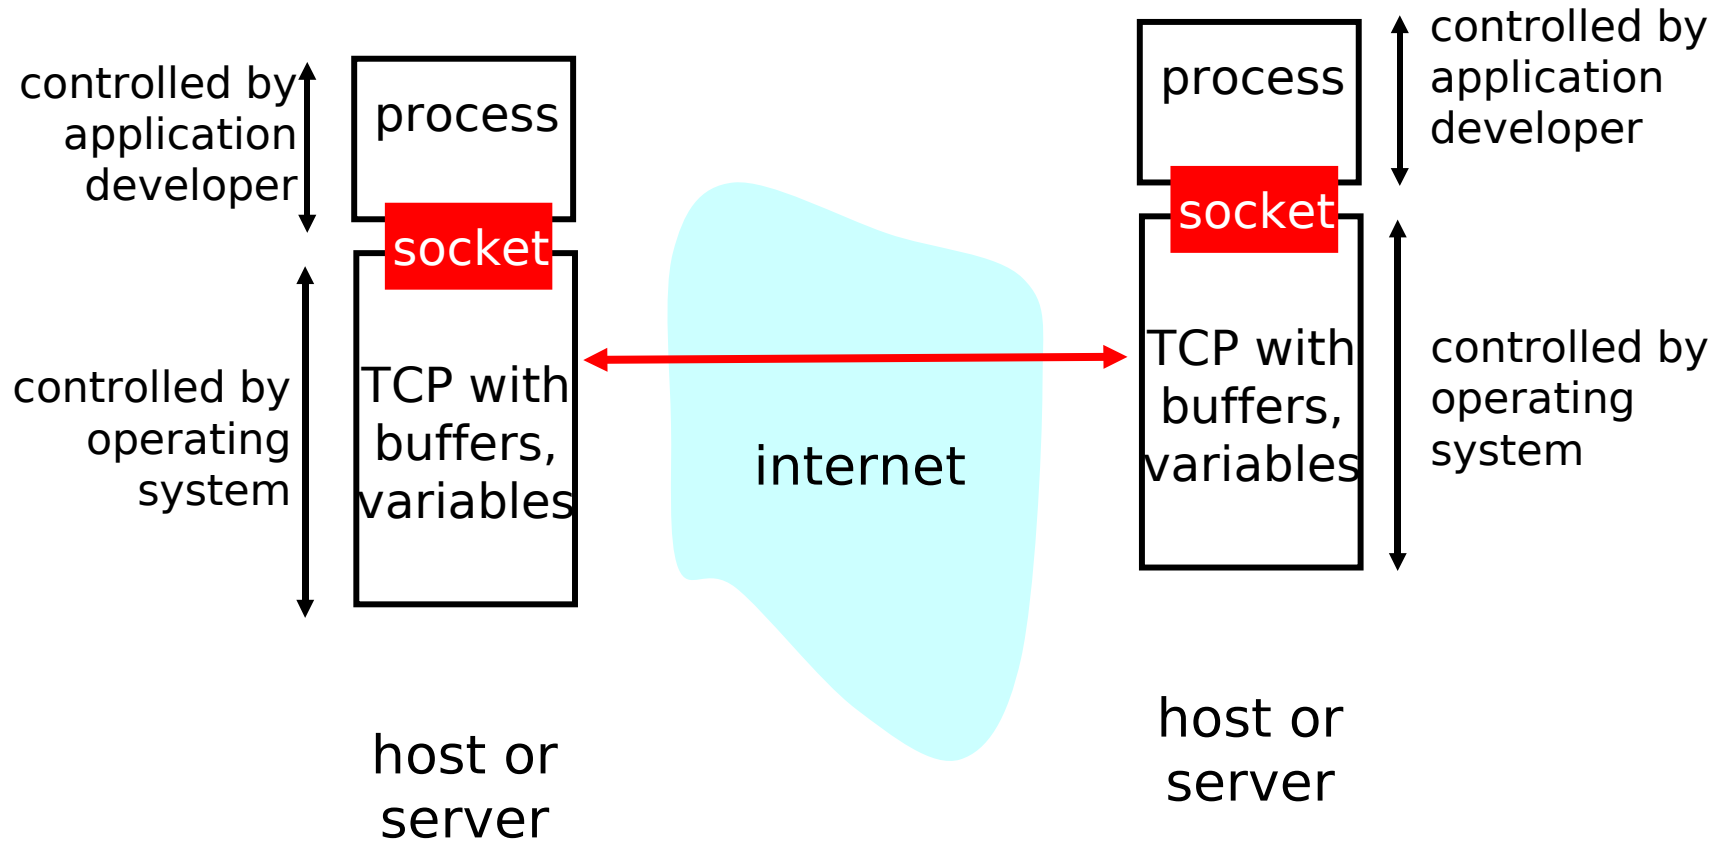 controlled by
application
developer
process
socket
controlled by
operating
system
TCP with
buffers,
variables
host or
server
internet
process
controlled by
application
developer
socket
TCP with
buffers,
variables
controlled by
operating
system
host or
server